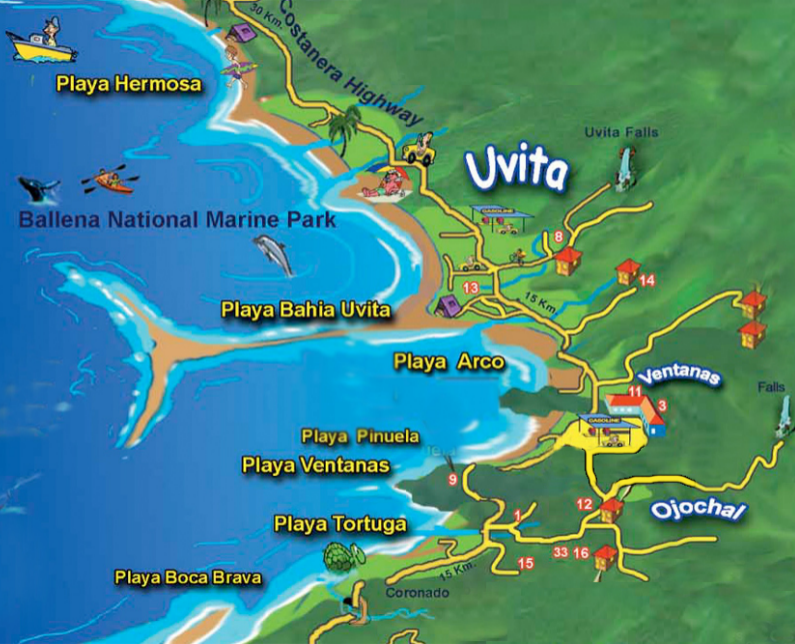 30 Km.
Costanera Highway
Playa Hermosa
Uvita Falls
Uvita
Ballena National Marine Park
GASOLINE
8
14
13
15 Km.
Playa Bahia Uvita
Playa Arco
Ventanas
11
3
Falls
GASOLINE
Playa Pinuela
Playa Ventanas
9
12
Ojochal
1
Playa Tortuga
33 16
15
15 Km.
Playa Boca Brava
Coronado